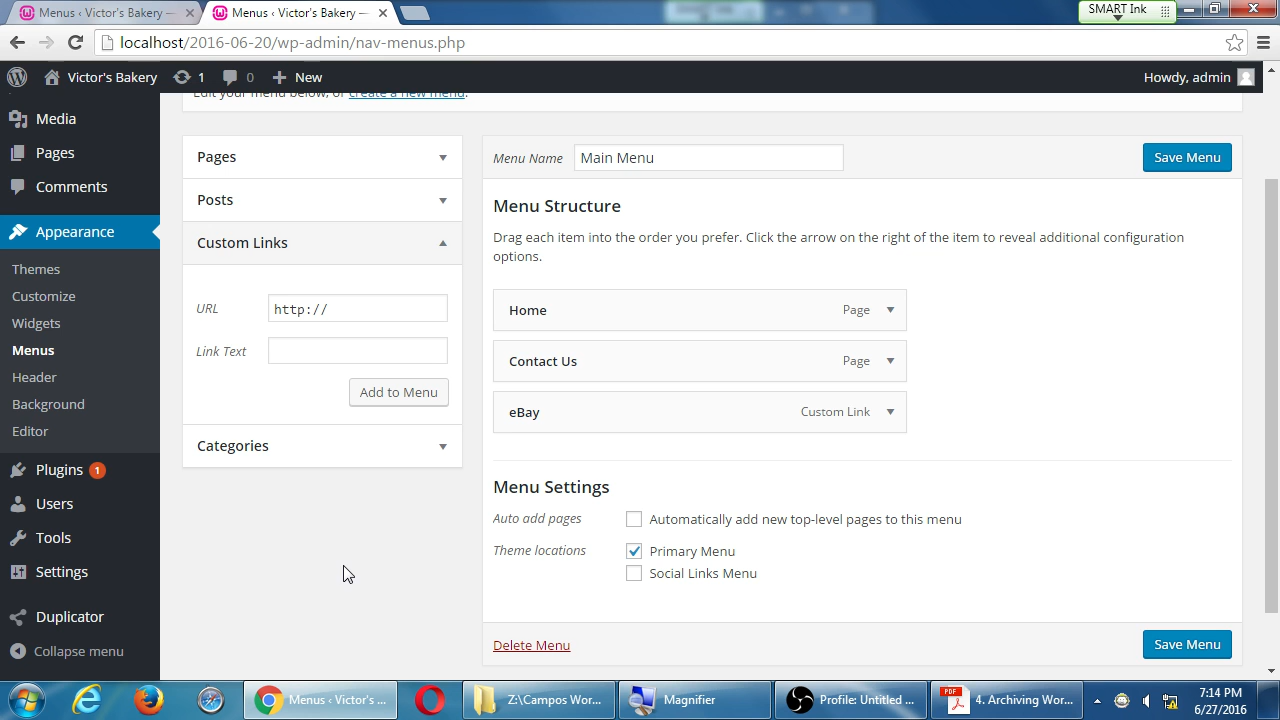 Menus ‹ Victor's Bakery —
Menus ‹ Victor's Bakery —
SMART Ink
localhost/2016-06-20/wp-admin/nav-menus.php
Victor's Bakery
1
0
New
Howdy, admin
Edit your menu below, or create a new menu.
Media
Pages
Comments
Appearance
Themes
Customize
Widgets
Menus
Header
Background
Editor
Plugins 1
Users
Tools
Settings
Duplicator
Collapse menu
Pages
Posts
Custom Links
URL
http://
Link Text
Add to Menu
Categories
Menu Name
Main Menu
Save Menu
Menu Structure
Drag each item into the order you prefer. Click the arrow on the right of the item to reveal additional configuration
options.
Home
Page
Contact Us
Page
eBay
Custom Link
Menu Settings
Auto add pages
Automatically add new top-level pages to this menu
Theme locations
Primary Menu
Social Links Menu
Delete Menu
Save Menu
Menus ‹ Victor's ...
Z:\Campos Wor...
Magnifier
Profile: Untitled ...
PDF
4. Archiving Wor...
7:14 PM
6/27/2016